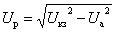 Uр = √(Uкз² − Uа²)